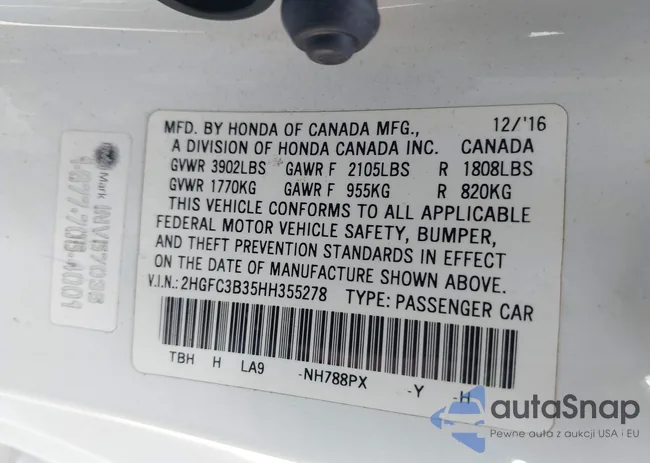 MFD. BY HONDA OF CANADA MFG., 12/'16
A DIVISION OF HONDA CANADA INC. CANADA
GVWR 3902LBS GAWR F 2105LBS R 1808LBS
GVWR 1770KG GAWR F 955KG R 820KG
THIS VEHICLE CONFORMS TO ALL APPLICABLE
FEDERAL MOTOR VEHICLE SAFETY, BUMPER,
AND THEFT PREVENTION STANDARDS IN EFFECT
ON THE DATE OF MANUFACTURE SHOWN ABOVE.
V.I.N.: 2HGFC3B35HH355278 TYPE: PASSENGER CAR
TBH H LA9 -NH788PX -Y -H
Mark
autaSnap
Pewne auta z aukcji USA i EU